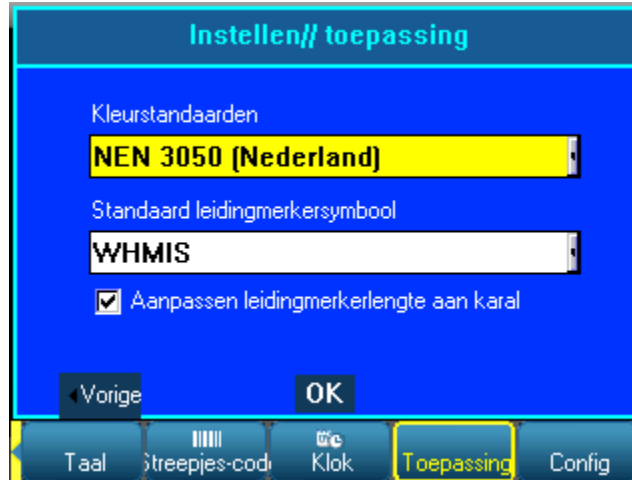 Instellen// toepassing
Kleurstandaarden
NEN 3050 (Nederland)
Standaard leidingmerkersymbool
WHMIS
Aanpassen leidingmerkerlengte aan karal
Vorige
OK
Taal
Streepjes-cod
Klok
Toepassing
Config